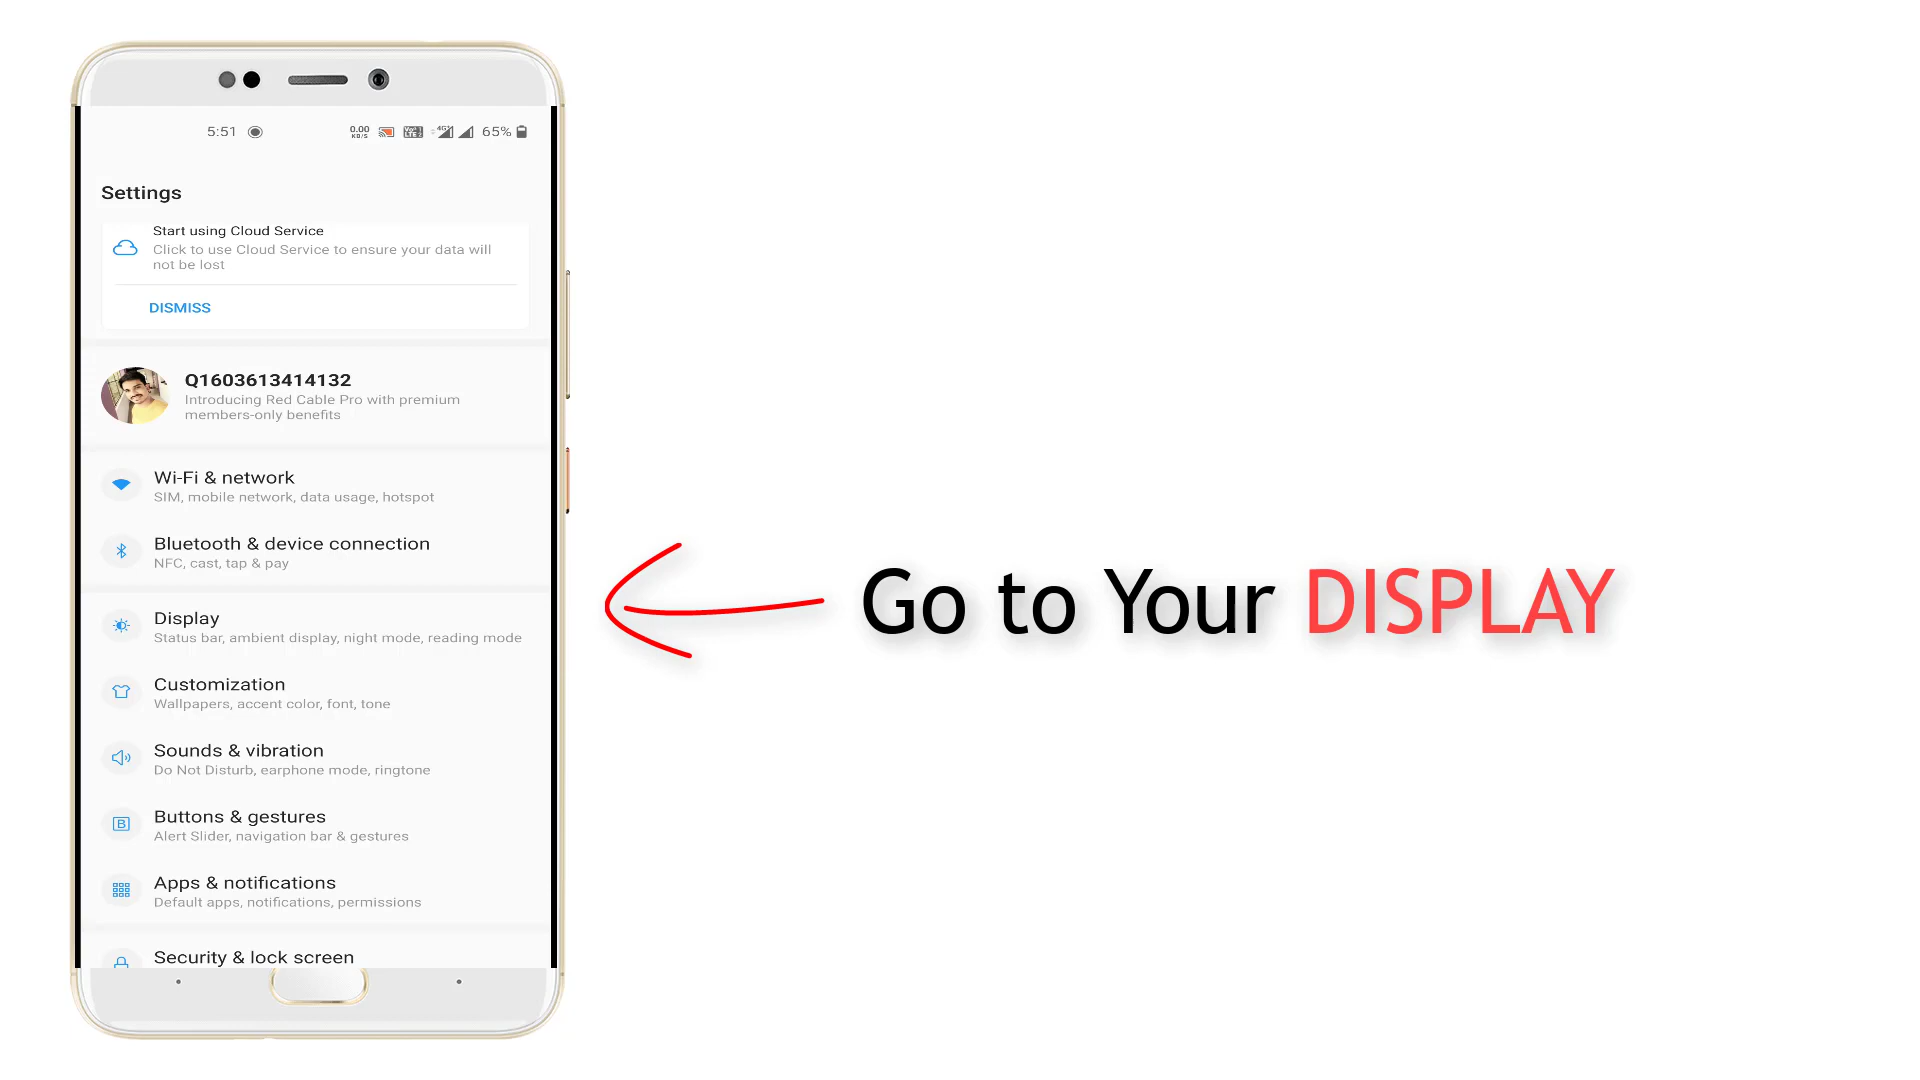 5:51 0.00 KB/S 4G 65%
Settings
Start using Cloud Service
Click to use Cloud Service to ensure your data will
not be lost
DISMISS
Q1603613414132
Introducing Red Cable Pro with premium
members-only benefits
Wi-Fi & network
SIM, mobile network, data usage, hotspot
Bluetooth & device connection
NFC, cast, tap & pay
Display
Status bar, ambient display, night mode, reading mode
Go to Your DISPLAY
Customization
Wallpapers, accent color, font, tone
Sounds & vibration
Do Not Disturb, earphone mode, ringtone
Buttons & gestures
Alert Slider, navigation bar & gestures
Apps & notifications
Default apps, notifications, permissions
Security & lock screen